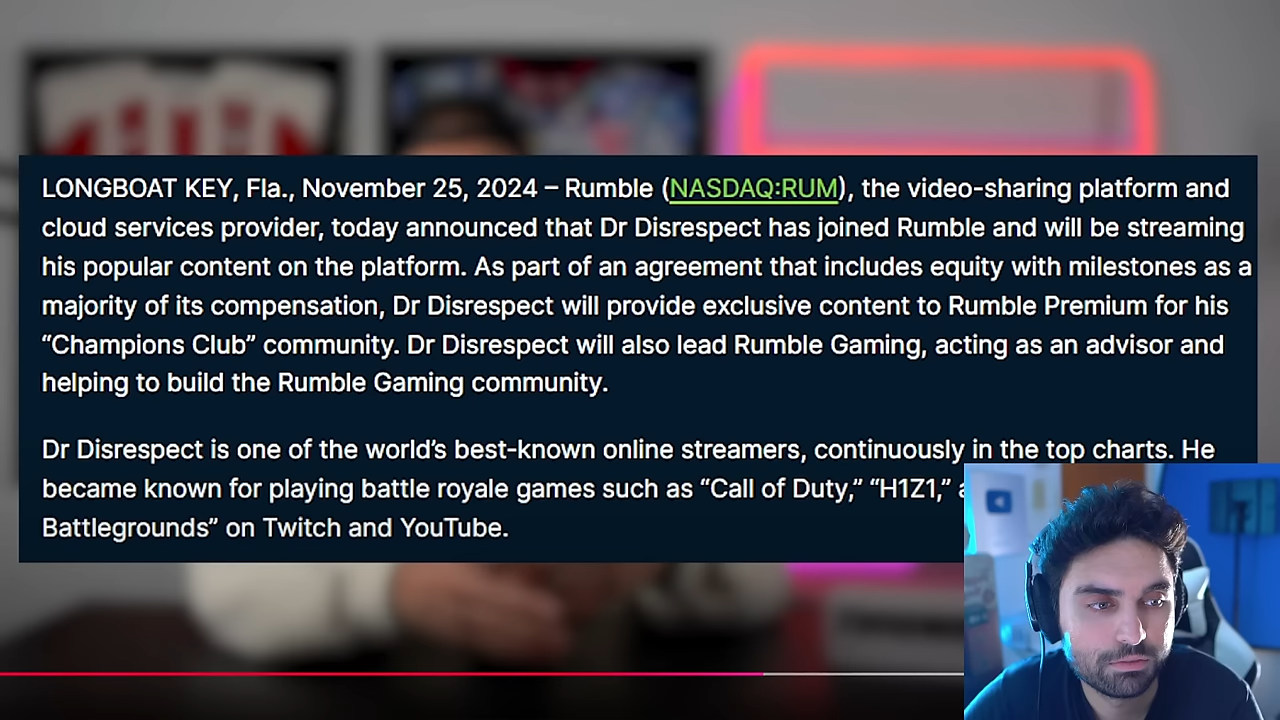 LONGBOAT KEY, Fla., November 25, 2024 – Rumble (NASDAQ:RUM), the video-sharing platform and
cloud services provider, today announced that Dr Disrespect has joined Rumble and will be streaming
his popular content on the platform. As part of an agreement that includes equity with milestones as a
majority of its compensation, Dr Disrespect will provide exclusive content to Rumble Premium for his
“Champions Club” community. Dr Disrespect will also lead Rumble Gaming, acting as an advisor and
helping to build the Rumble Gaming community.
Dr Disrespect is one of the world’s best-known online streamers, continuously in the top charts. He
became known for playing battle royale games such as “Call of Duty,” “H1Z1,”
Battlegrounds” on Twitch and YouTube.